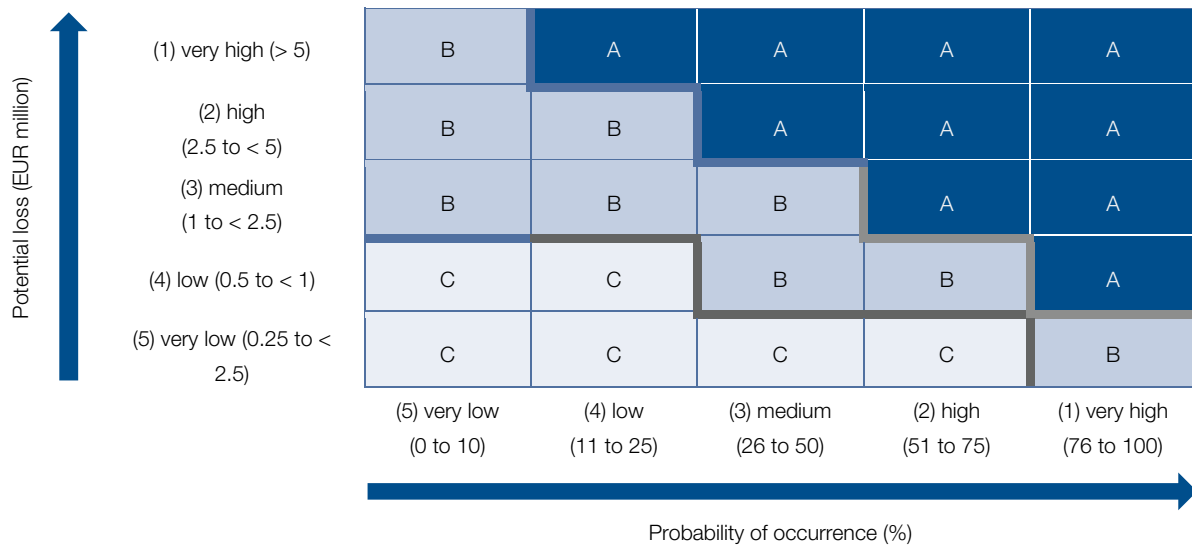 Potential loss (EUR million)
(1) very high (> 5)
B A A A A
(2) high
(2.5 to < 5)
B B A A A
(3) medium
(1 to < 2.5)
B B B A A
(4) low (0.5 to < 1)
C C B B A
(5) very low (0.25 to <
2.5)
C C C C B
(5) very low (4) low (3) medium (2) high (1) very high
(0 to 10) (11 to 25) (26 to 50) (51 to 75) (76 to 100)
Probability of occurrence (%)